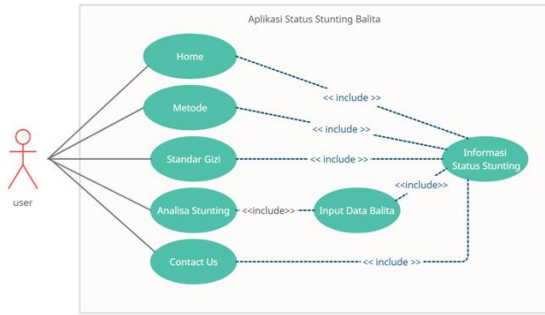 Aplikasi Status Stunting Balita
Home
<< include >>
Metode
<< include >>
Standar Gizi
<< include >>
Informasi
Status Stunting
user
<<include>>
Analisa Stunting
<<include>>
Input Data Balita
Contact Us
<< include >>